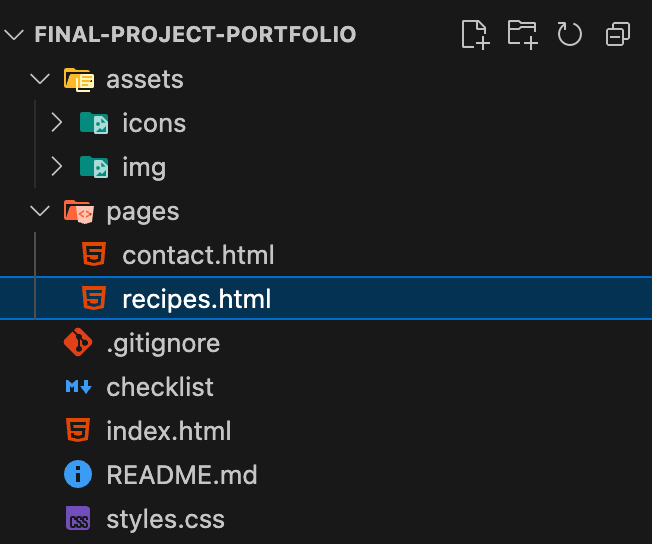 FINAL-PROJECT-PORTFOLIO
assets
icons
img
pages
contact.html
recipes.html
.gitignore
checklist
index.html
README.md
styles.css